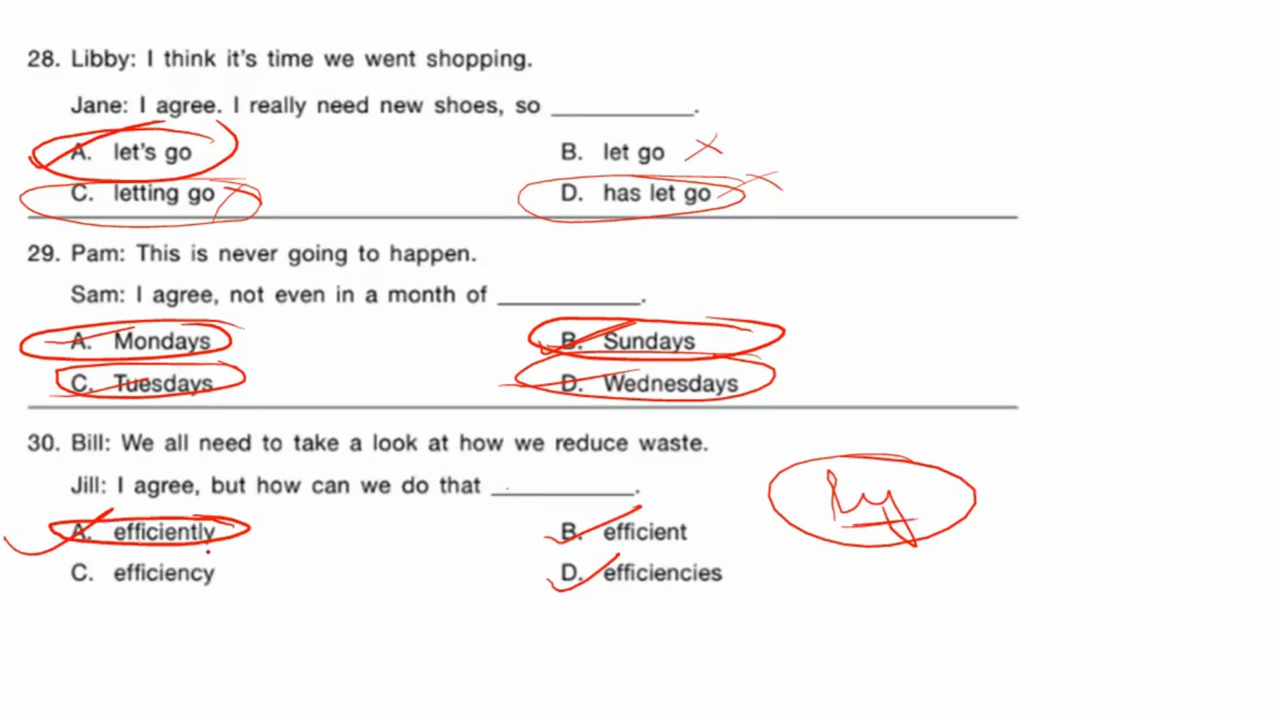 28. Libby: I think it's time we went shopping.
Jane: I agree. I really need new shoes, so ____________.
A. let's go B. let go
C. letting go D. has let go
29. Pam: This is never going to happen.
Sam: I agree, not even in a month of ____________.
A. Mondays B. Sundays
C. Tuesdays D. Wednesdays
30. Bill: We all need to take a look at how we reduce waste.
Jill: I agree, but how can we do that ____________.
ly
A. efficiently B. efficient
C. efficiency D. efficiencies